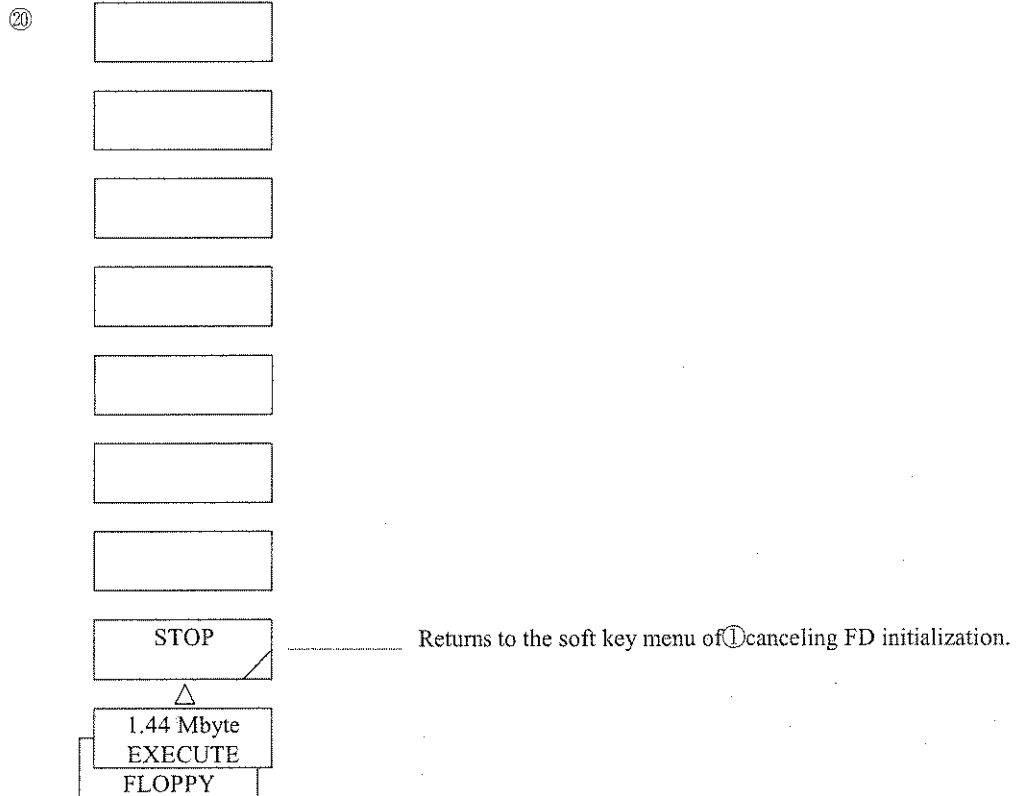 ⑳
STOP
Returns to the soft key menu of①canceling FD initialization.
1.44 Mbyte
EXECUTE
FLOPPY